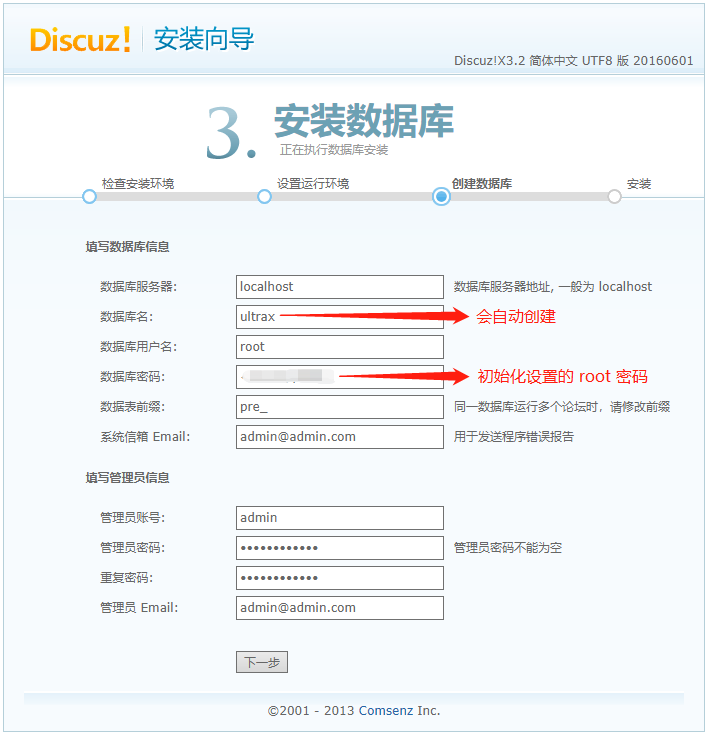 Discuz! 安装向导
Discuz!X3.2 简体中文 UTF8 版 20160601
3. 安装数据库
正在执行数据库安装
检查安装环境 设置运行环境 创建数据库 安装
填写数据库信息
数据库服务器: localhost 数据库服务器地址, 一般为 localhost
数据库名: ultrax 会自动创建
数据库用户名: root
数据库密码: 初始化设置的 root 密码
数据表前缀: pre_ 同一数据库运行多个论坛时，请修改前缀
系统信箱 Email: admin@admin.com 用于发送程序错误报告
填写管理员信息
管理员账号: admin
管理员密码: •••••••••••• 管理员密码不能为空
重复密码: ••••••••••••
管理员 Email: admin@admin.com
下一步
©2001 - 2013 Comsenz Inc.